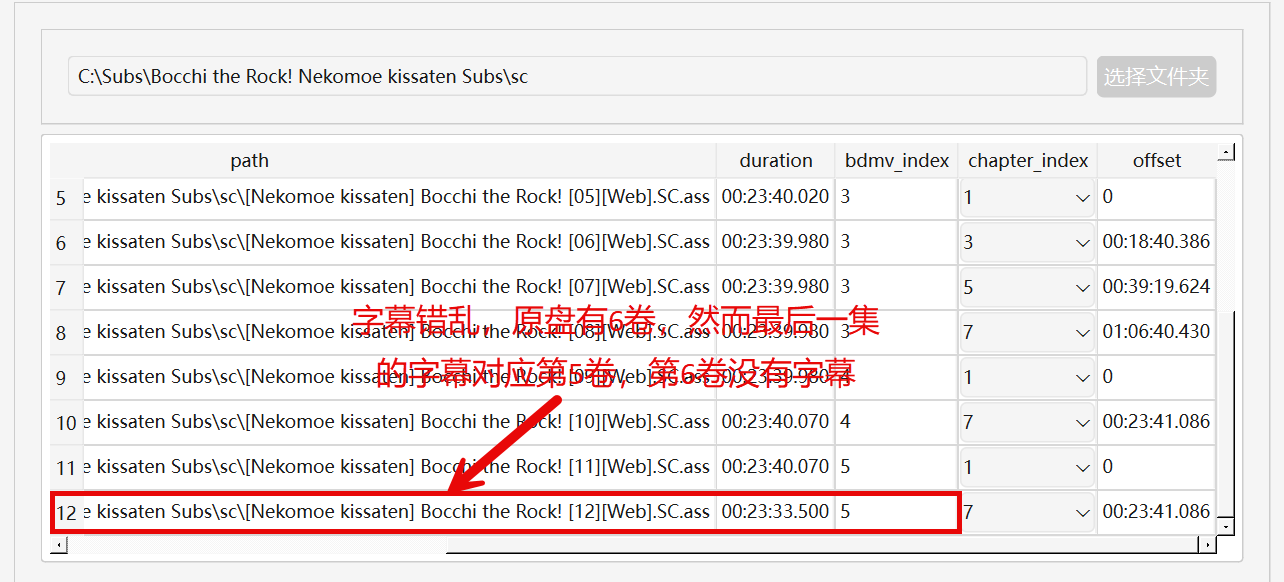 C:\Subs\Bocchi the Rock! Nekomoe kissaten Subs\sc 选择文件夹
path duration bdmv_index chapter_index offset
5 e kissaten Subs\sc\[Nekomoe kissaten] Bocchi the Rock! [05][Web].SC.ass 00:23:40.020 3 1 0
6 e kissaten Subs\sc\[Nekomoe kissaten] Bocchi the Rock! [06][Web].SC.ass 00:23:39.980 3 3 00:18:40.386
7 e kissaten Subs\sc\[Nekomoe kissaten] Bocchi the Rock! [07][Web].SC.ass 00:23:39.980 3 5 00:39:19.624
字幕错乱，原盘有6卷，然而最后一集
8 e kissaten Subs\sc\[Nekomoe kissaten] Bocchi the Rock! [08][Web].SC.ass 00:23:39.980 3 7 01:06:40.430
的字幕对应第5卷，第6卷没有字幕
9 e kissaten Subs\sc\[Nekomoe kissaten] Bocchi the Rock! [09][Web].SC.ass 00:23:39.980 4 1 0
10 e kissaten Subs\sc\[Nekomoe kissaten] Bocchi the Rock! [10][Web].SC.ass 00:23:40.070 4 7 00:23:41.086
11 e kissaten Subs\sc\[Nekomoe kissaten] Bocchi the Rock! [11][Web].SC.ass 00:23:40.070 5 1 0
12 e kissaten Subs\sc\[Nekomoe kissaten] Bocchi the Rock! [12][Web].SC.ass 00:23:33.500 5 7 00:23:41.086